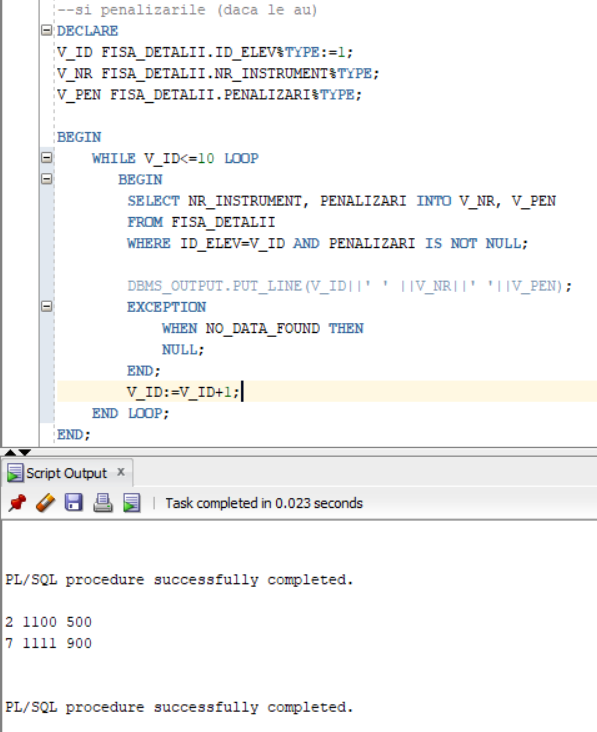 --si penalizarile (daca le au)
DECLARE
V_ID FISA_DETALII.ID_ELEV%TYPE:=1;
V_NR FISA_DETALII.NR_INSTRUMENT%TYPE;
V_PEN FISA_DETALII.PENALIZARI%TYPE;
BEGIN
WHILE V_ID<=10 LOOP
BEGIN
SELECT NR_INSTRUMENT, PENALIZARI INTO V_NR, V_PEN
FROM FISA_DETALII
WHERE ID_ELEV=V_ID AND PENALIZARI IS NOT NULL;
DBMS_OUTPUT.PUT_LINE(V_ID||' ' ||V_NR||' '||V_PEN);
EXCEPTION
WHEN NO_DATA_FOUND THEN
NULL;
END;
V_ID:=V_ID+1;
END LOOP;
END;
Script Output x
Task completed in 0.023 seconds
PL/SQL procedure successfully completed.
2 1100 500
7 1111 900
PL/SQL procedure successfully completed.